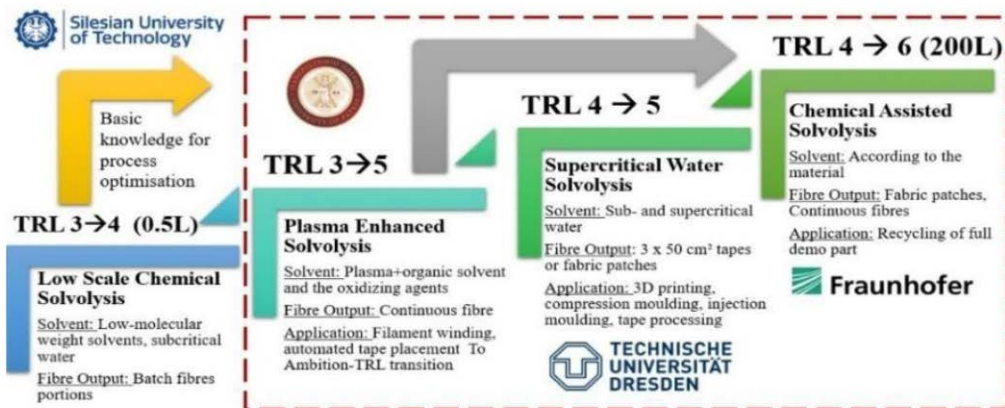 Silesian University
of Technology
Basic
knowledge for
process
optimisation
TRL 3→4 (0.5L)
Low Scale Chemical
Solvolysis
Solvent: Low-molecular
weight solvents, subcritical
water
Fibre Output: Batch fibres
portions
TRL 3→5
Plasma Enhanced
Solvolysis
Solvent: Plasma+organic solvent
and the oxidizing agents
Fibre Output: Continuous fibre
Application: Filament winding,
automated tape placement To
Ambition-TRL transition
TRL 4 → 5
Supercritical Water
Solvolysis
Solvent: Sub- and supercritical
water
Fibre Output: 3 x 50 cm² tapes
or fabric patches
Application: 3D printing,
compression moulding, injection
moulding, tape processing
TECHNISCHE
UNIVERSITÄT
DRESDEN
TRL 4 → 6 (200L)
Chemical Assisted
Solvolysis
Solvent: According to the
material
Fibre Output: Fabric patches,
Continuous fibres
Application: Recycling of full
demo part
Fraunhofer